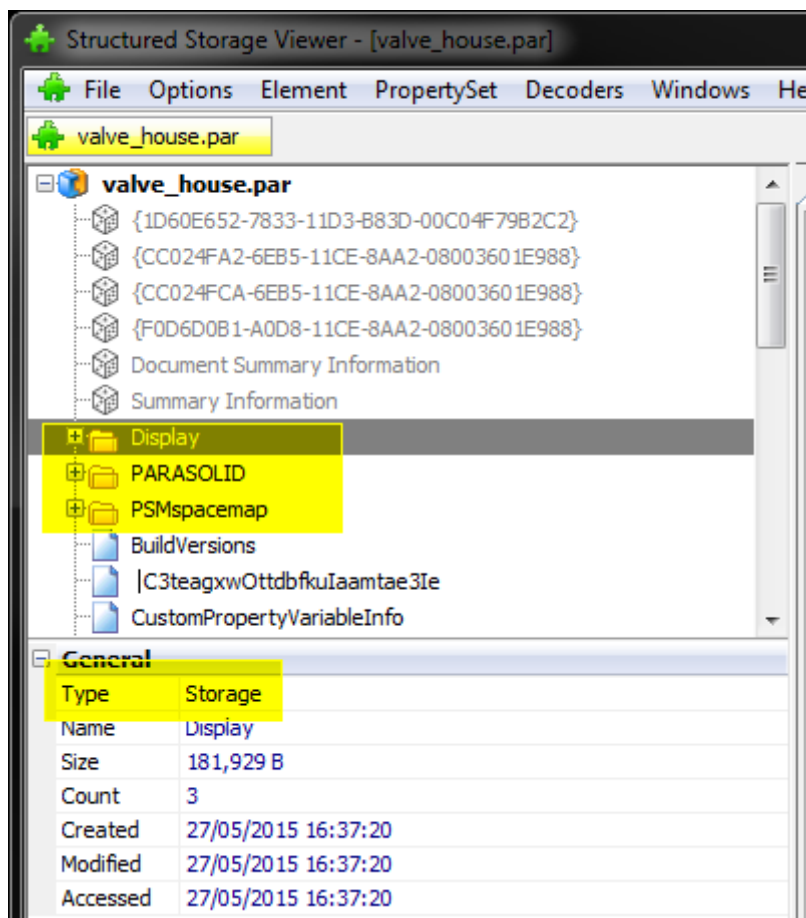 Structured Storage Viewer - [valve_house.par]
File Options Element PropertySet Decoders Windows He
valve_house.par
valve_house.par
{1D60E652-7833-11D3-B83D-00C04F79B2C2}
{CC024FA2-6EB5-11CE-8AA2-08003601E988}
{CC024FCA-6EB5-11CE-8AA2-08003601E988}
{F0D6D0B1-A0D8-11CE-8AA2-08003601E988}
Document Summary Information
Summary Information
Display
PARASOLID
PSMspacemap
BuildVersions
|C3teagxwOttdbfkuIaamtae3Ie
CustomPropertyVariableInfo
General
Type Storage
Name Display
Size 181,929 B
Count 3
Created 27/05/2015 16:37:20
Modified 27/05/2015 16:37:20
Accessed 27/05/2015 16:37:20